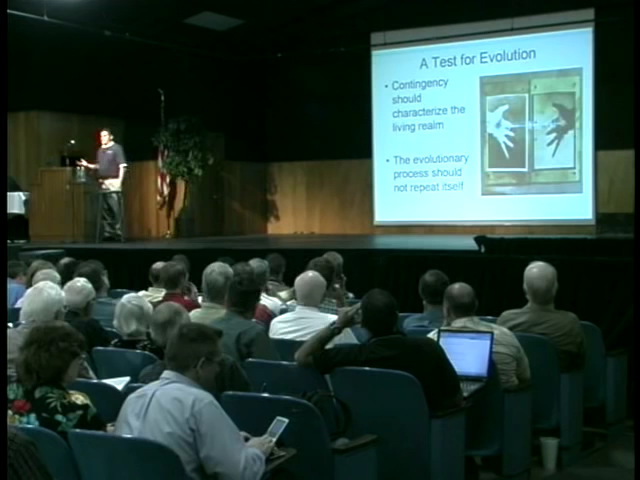 A Test for Evolution
• Contingency
should
characterize the
living realm
• The evolutionary
process should
not repeat itself